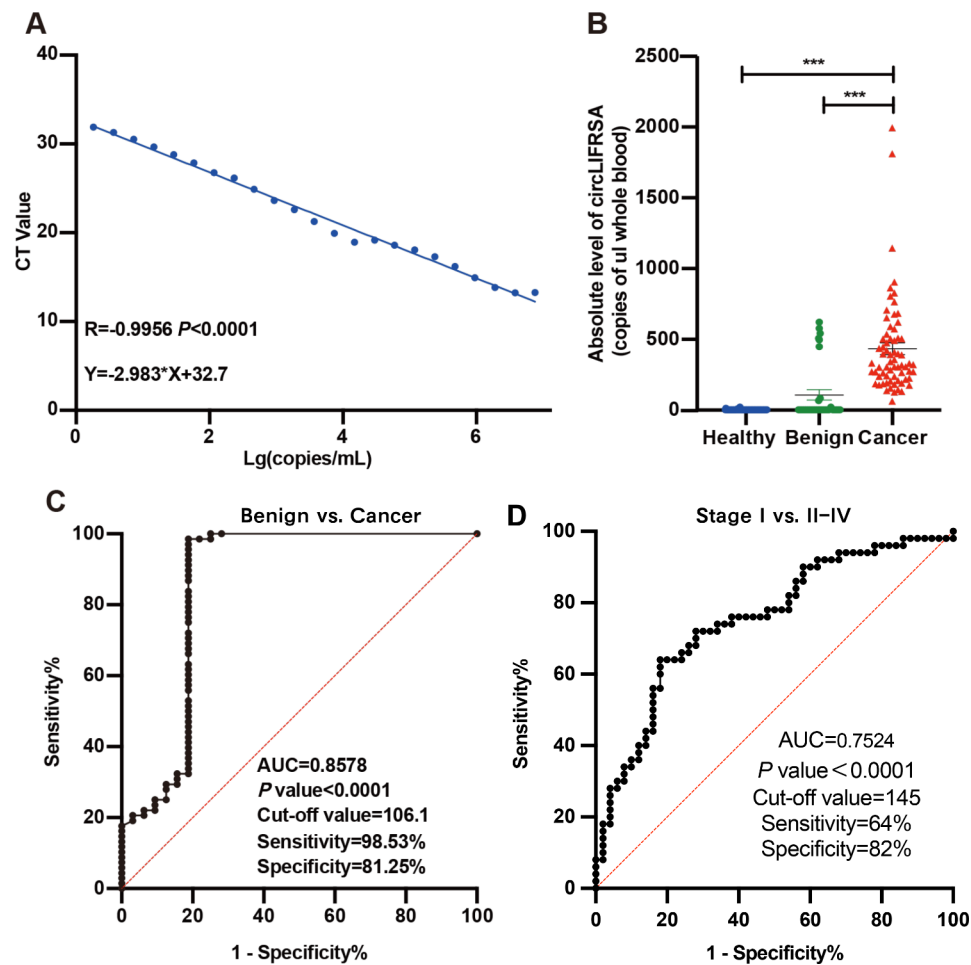 A
40
30
20
10
0
CT Value
R=-0.9956 P<0.0001
Y=-2.983*X+32.7
0 2 4 6
Lg(copies/mL)
B
2500
2000
1500
1000
500
0
Absolute level of circLIFRSA
(copies of ul whole blood)
***
***
Healthy Benign Cancer
C
Benign vs. Cancer
100
80
60
40
20
0
Sensitivity%
AUC=0.8578
P value<0.0001
Cut-off value=106.1
Sensitivity=98.53%
Specificity=81.25%
0 20 40 60 80 100
1 - Specificity%
D
Stage I vs. II–IV
100
80
60
40
20
0
Sensitivity%
AUC=0.7524
P value<0.0001
Cut-off value=145
Sensitivity=64%
Specificity=82%
0 20 40 60 80 100
1 - Specificity%